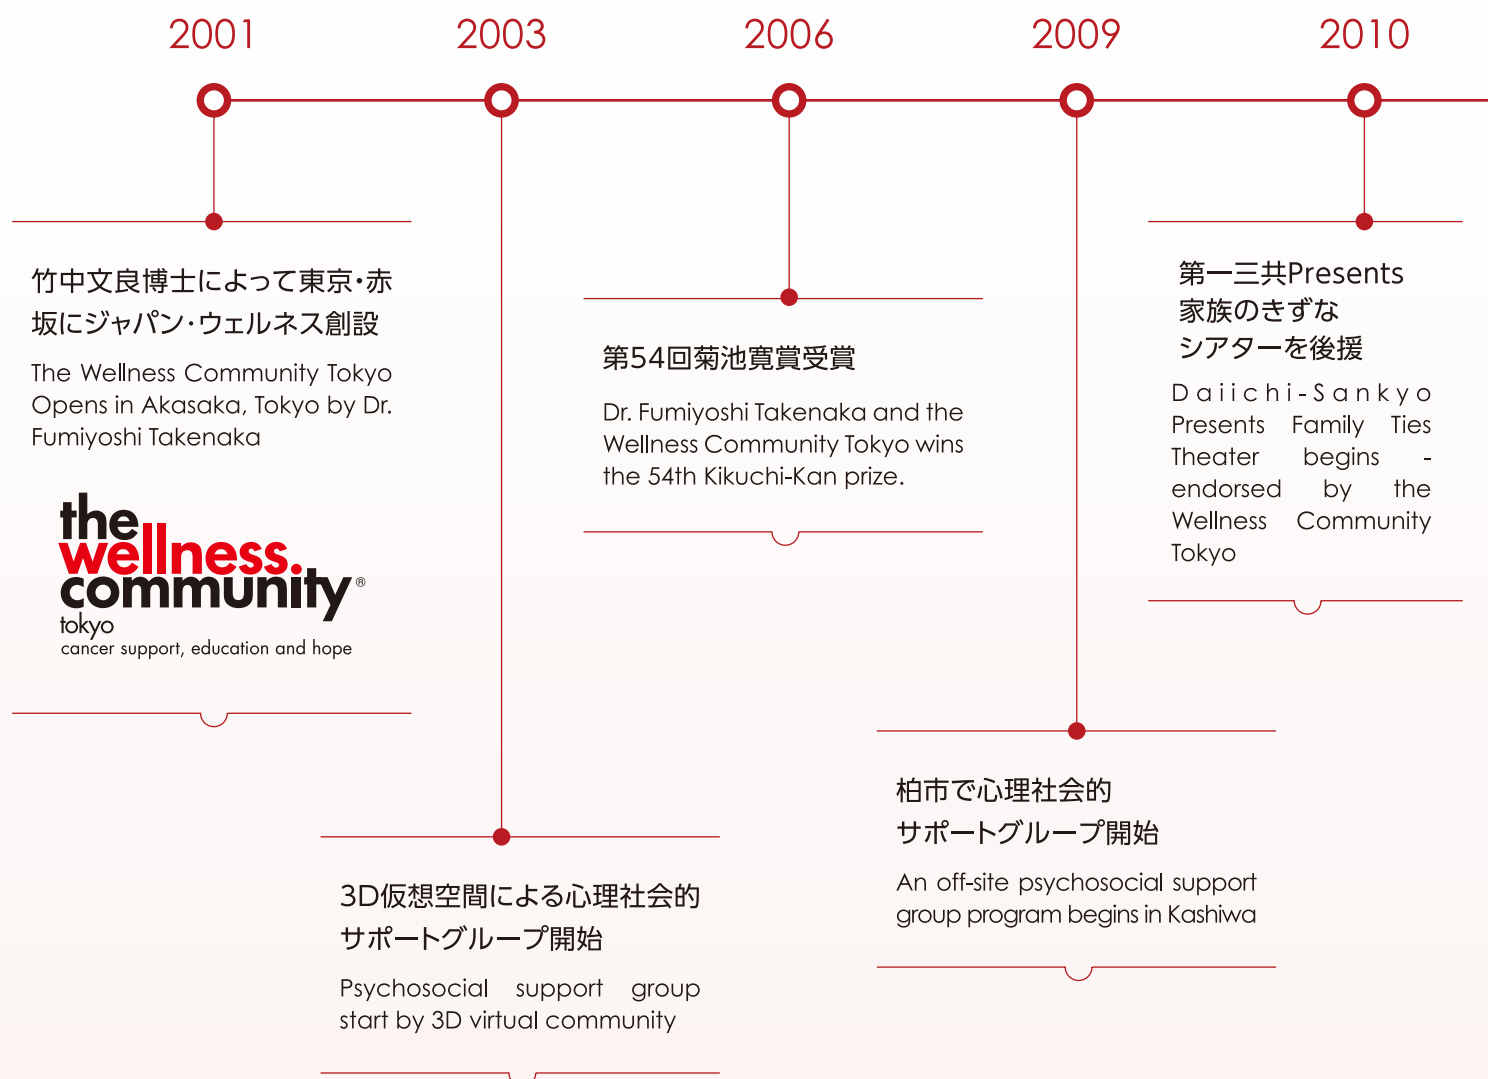 2001
2003
2006
2009
2010
竹中文良博士によって東京・赤
坂にジャパン・ウェルネス創設
The Wellness Community Tokyo
Opens in Akasaka, Tokyo by Dr.
Fumiyoshi Takenaka
the
wellness.
community®
tokyo
cancer support, education and hope
3D仮想空間による心理社会的
サポートグループ開始
Psychosocial support group
start by 3D virtual community
第54回菊池寛賞受賞
Dr. Fumiyoshi Takenaka and the
Wellness Community Tokyo wins
the 54th Kikuchi-Kan prize.
柏市で心理社会的
サポートグループ開始
An off-site psychosocial support
group program begins in Kashiwa
第一三共Presents
家族のきずな
シアターを後援
Daiichi-Sankyo
Presents Family Ties
Theater begins -
endorsed by the
Wellness Community
Tokyo